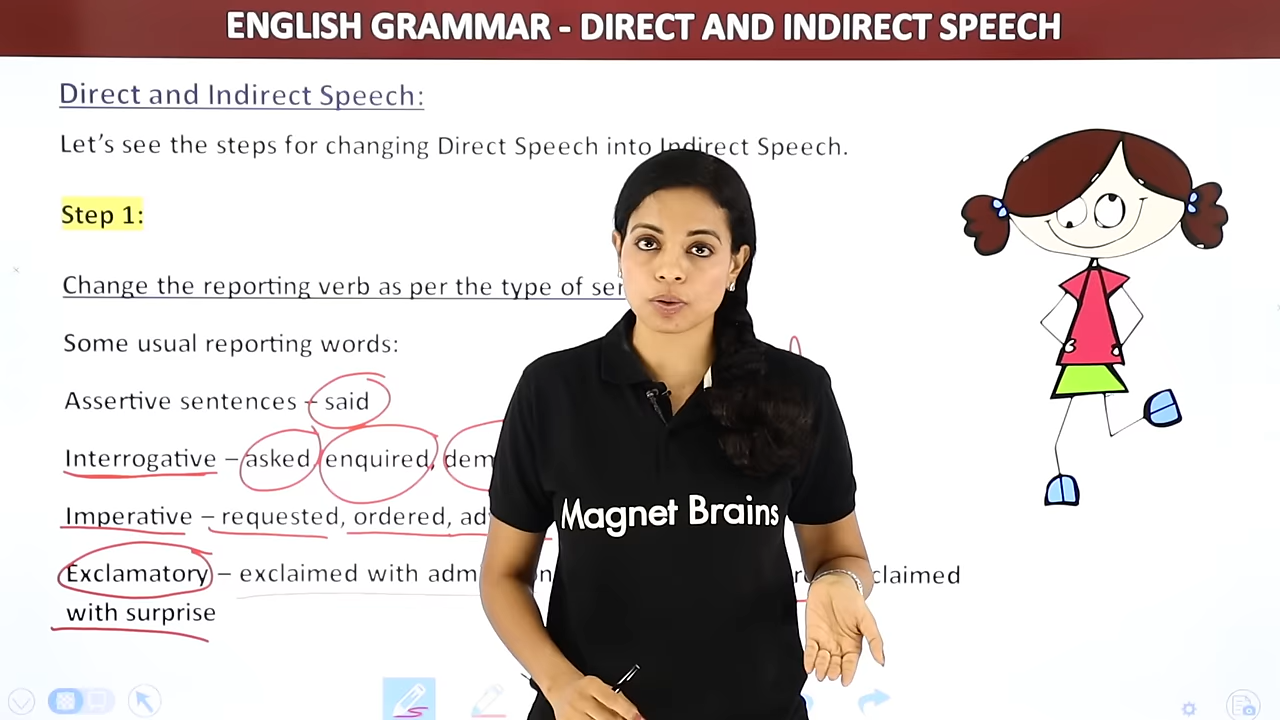 ENGLISH GRAMMAR - DIRECT AND INDIRECT SPEECH
Direct and Indirect Speech:
Let's see the steps for changing Direct Speech into Indirect Speech.
Step 1:
Change the reporting verb as per the type of
Some usual reporting words:
Assertive sentences – said
Interrogative – asked, enquired,
Imperative – requested, ordered,
Exclamatory – exclaimed with
with surprise
Magnet Brains